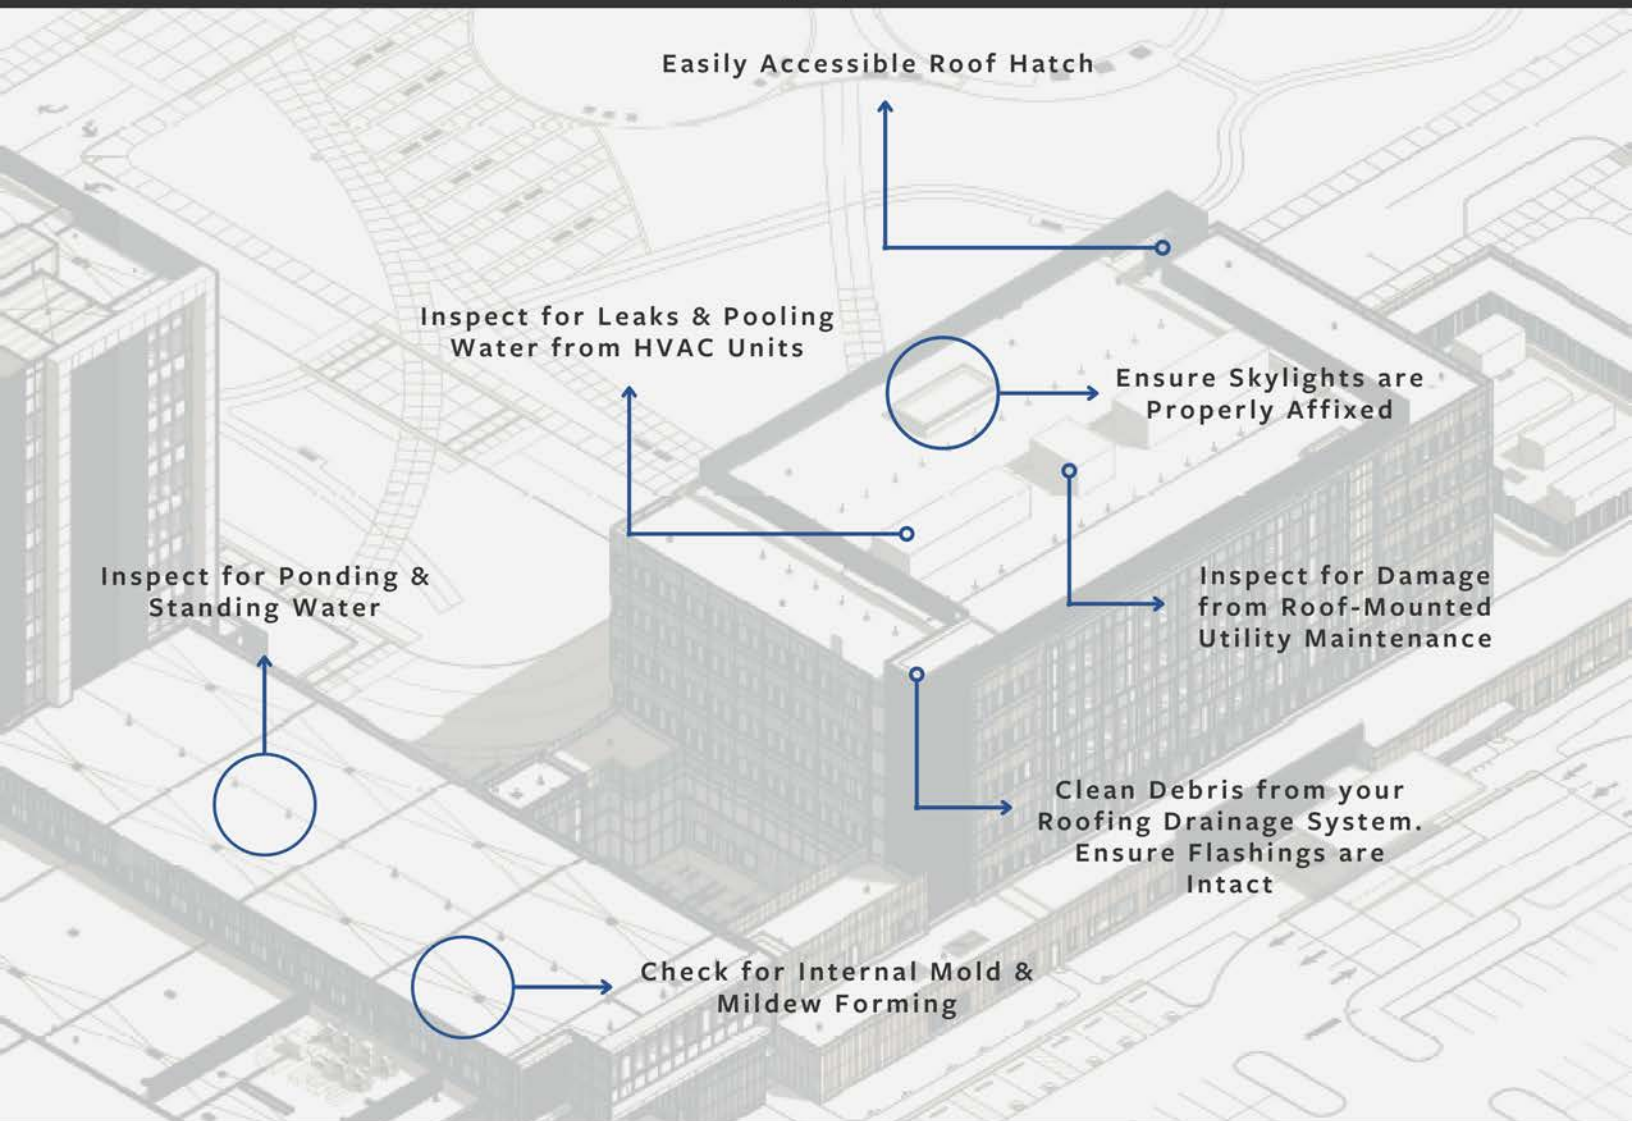 Easily Accessible Roof Hatch
Inspect for Leaks & Pooling
Water from HVAC Units
Ensure Skylights are
Properly Affixed
Inspect for Ponding &
Standing Water
Inspect for Damage
from Roof-Mounted
Utility Maintenance
Clean Debris from your
Roofing Drainage System.
Ensure Flashings are
Intact
Check for Internal Mold &
Mildew Forming